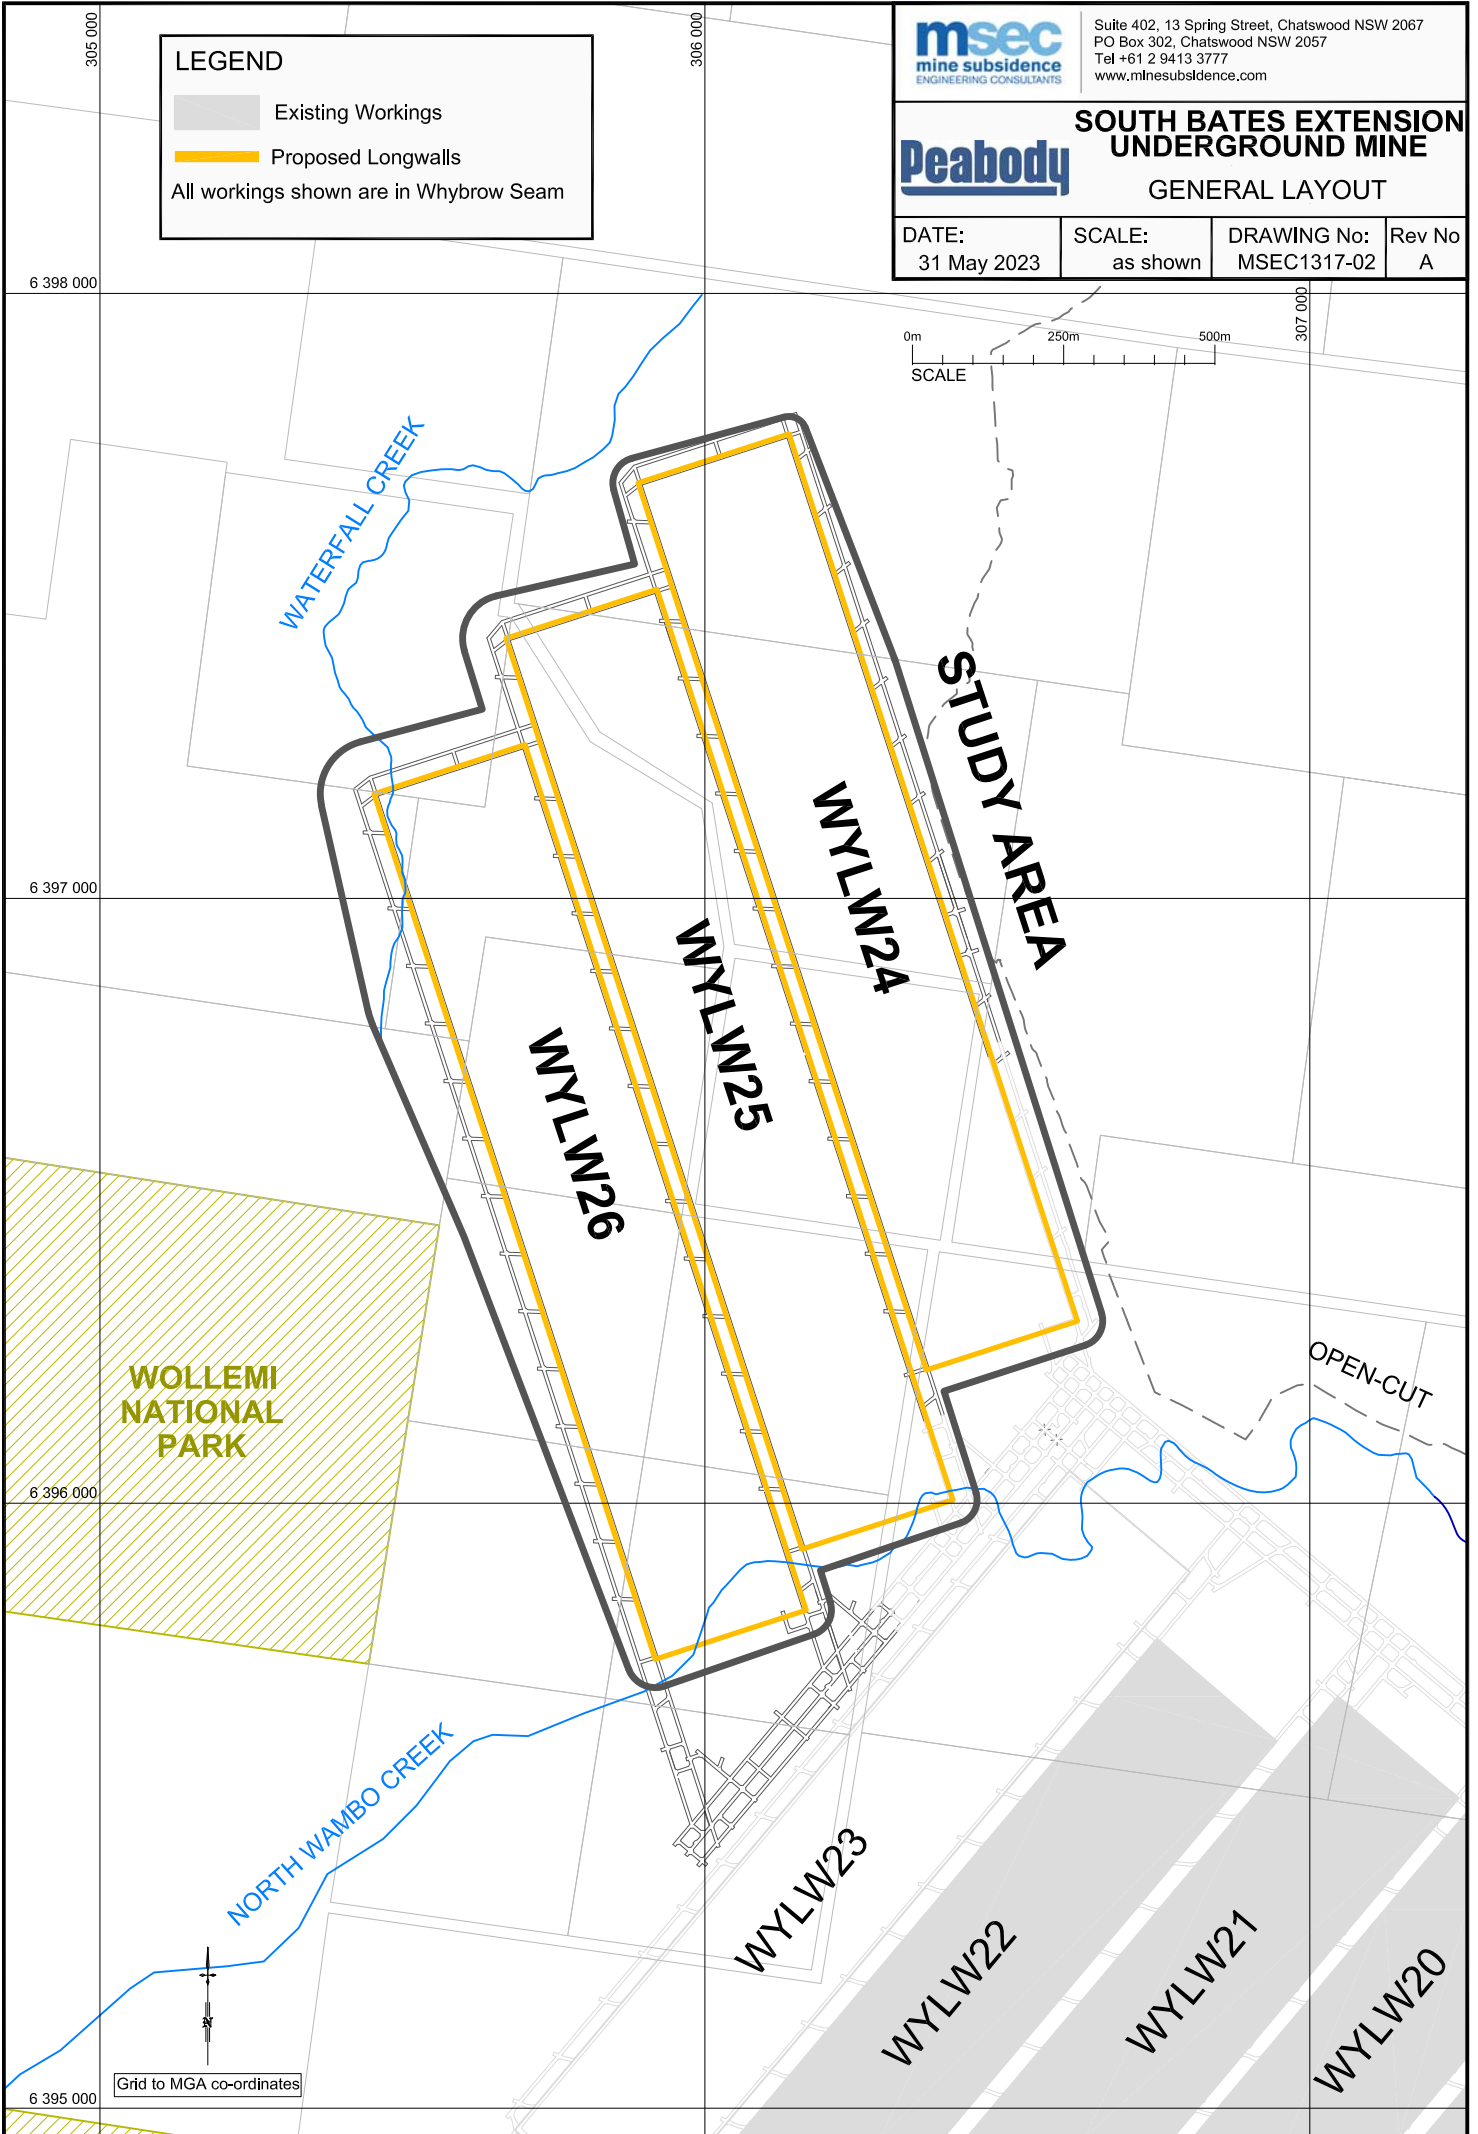 305 000
306 000
LEGEND
Existing Workings
Proposed Longwalls
All workings shown are in Whybrow Seam
msec
mine subsidence
ENGINEERING CONSULTANTS
Suite 402, 13 Spring Street, Chatswood NSW 2067
PO Box 302, Chatswood NSW 2057
Tel +61 2 9413 3777
www.minesubsidence.com
Peabody
SOUTH BATES EXTENSION
UNDERGROUND MINE
GENERAL LAYOUT
DATE:
31 May 2023
SCALE:
as shown
DRAWING No:
MSEC1317-02
Rev No
A
6 398 000
307 000
0m 250m 500m
SCALE
WATERFALL CREEK
STUDY AREA
WYLW24
6 397 000
WYLW25
WYLW26
WOLLEMI
NATIONAL
PARK
OPEN-CUT
6 396 000
NORTH WAMBO CREEK
WYLW23
WYLW22
WYLW21
WYLW20
N
Grid to MGA co-ordinates
6 395 000